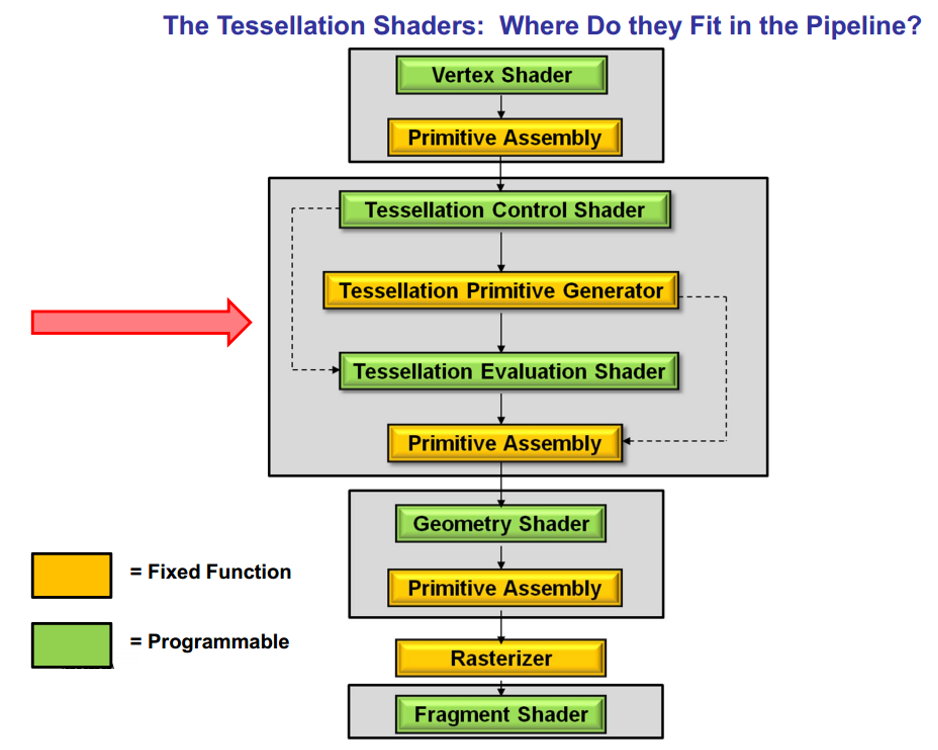 The Tessellation Shaders: Where Do they Fit in the Pipeline?
Vertex Shader
Primitive Assembly
Tessellation Control Shader
Tessellation Primitive Generator
Tessellation Evaluation Shader
Primitive Assembly
Geometry Shader
Primitive Assembly
Rasterizer
Fragment Shader
= Fixed Function
= Programmable